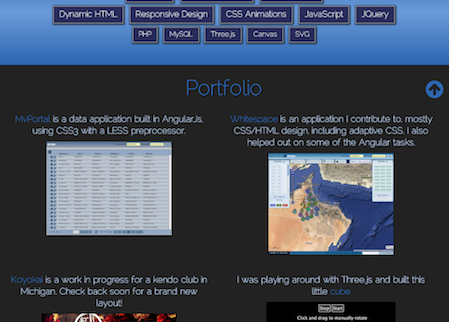 Dynamic HTML Responsive Design CSS Animations JavaScript JQuery
PHP MySQL Three.js Canvas SVG
Portfolio
MvPortal is a data application built in AngularJs,
using CSS3 with a LESS preprocessor.
Whitespace is an application I contribute to, mostly
CSS/HTML design, including adaptive CSS. I also
helped out on some of the Angular tasks.
Koyokai is a work in progress for a kendo club in
Michigan. Check back soon for a brand new
layout!
I was playing around with Three.js and built this
little cube
Stop Start
Click and drag to manually rotate